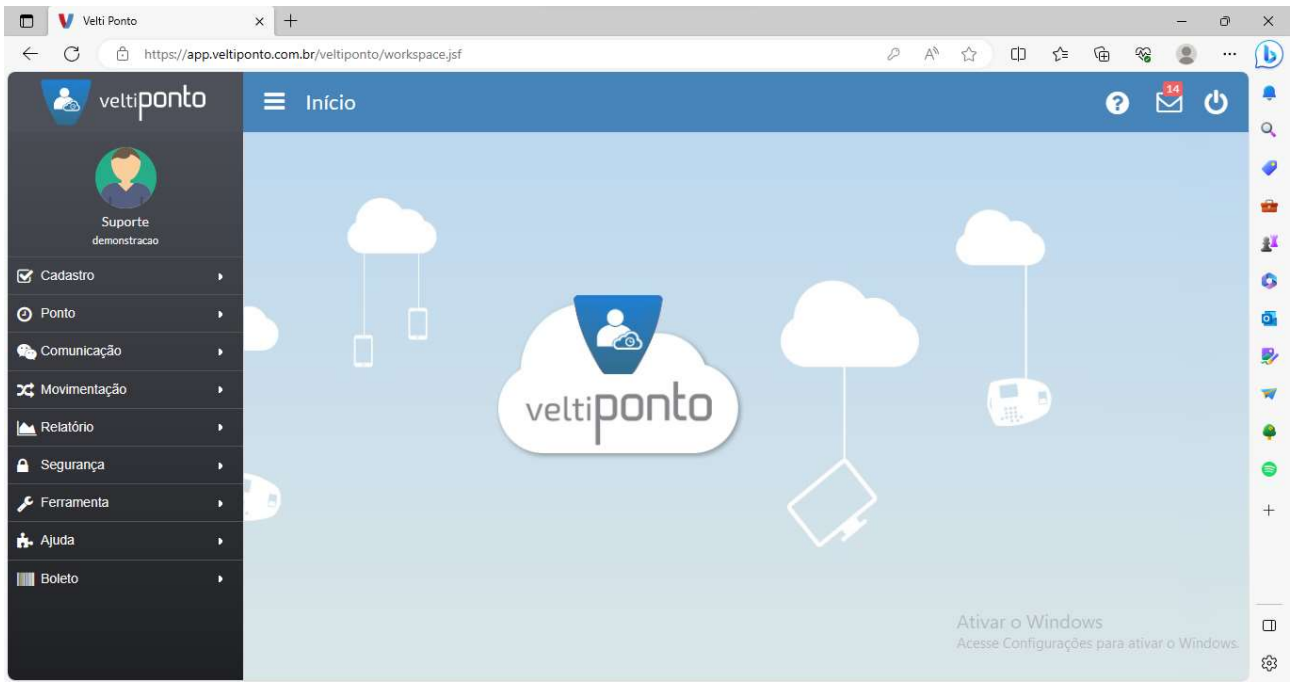 Velti Ponto
https://app.veltiponto.com.br/veltiponto/workspace.jsf
veltiponto
Início
14
Suporte
demonstracao
Cadastro
Ponto
Comunicação
Movimentação
Relatório
Segurança
Ferramenta
Ajuda
Boleto
veltiponto
Ativar o Windows
Acesse Configurações para ativar o Windows.